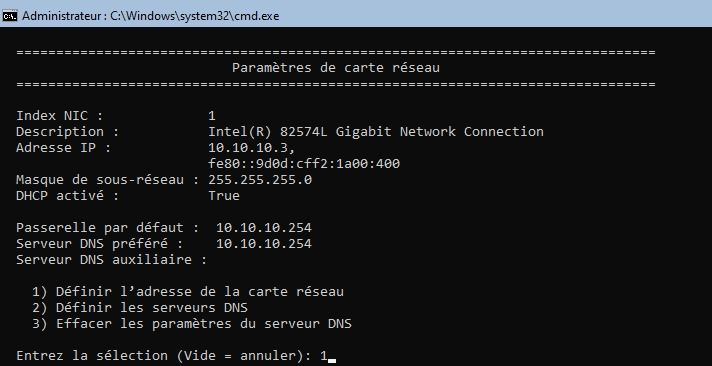 Administrateur : C:\Windows\system32\cmd.exe
================================================================================
Paramètres de carte réseau
================================================================================
Index NIC : 1
Description : Intel(R) 82574L Gigabit Network Connection
Adresse IP : 10.10.10.3,
fe80::9d0d:cff2:1a00:400
Masque de sous-réseau : 255.255.255.0
DHCP activé : True
Passerelle par défaut : 10.10.10.254
Serveur DNS préféré : 10.10.10.254
Serveur DNS auxiliaire :
1) Définir l’adresse de la carte réseau
2) Définir les serveurs DNS
3) Effacer les paramètres du serveur DNS
Entrez la sélection (Vide = annuler): 1